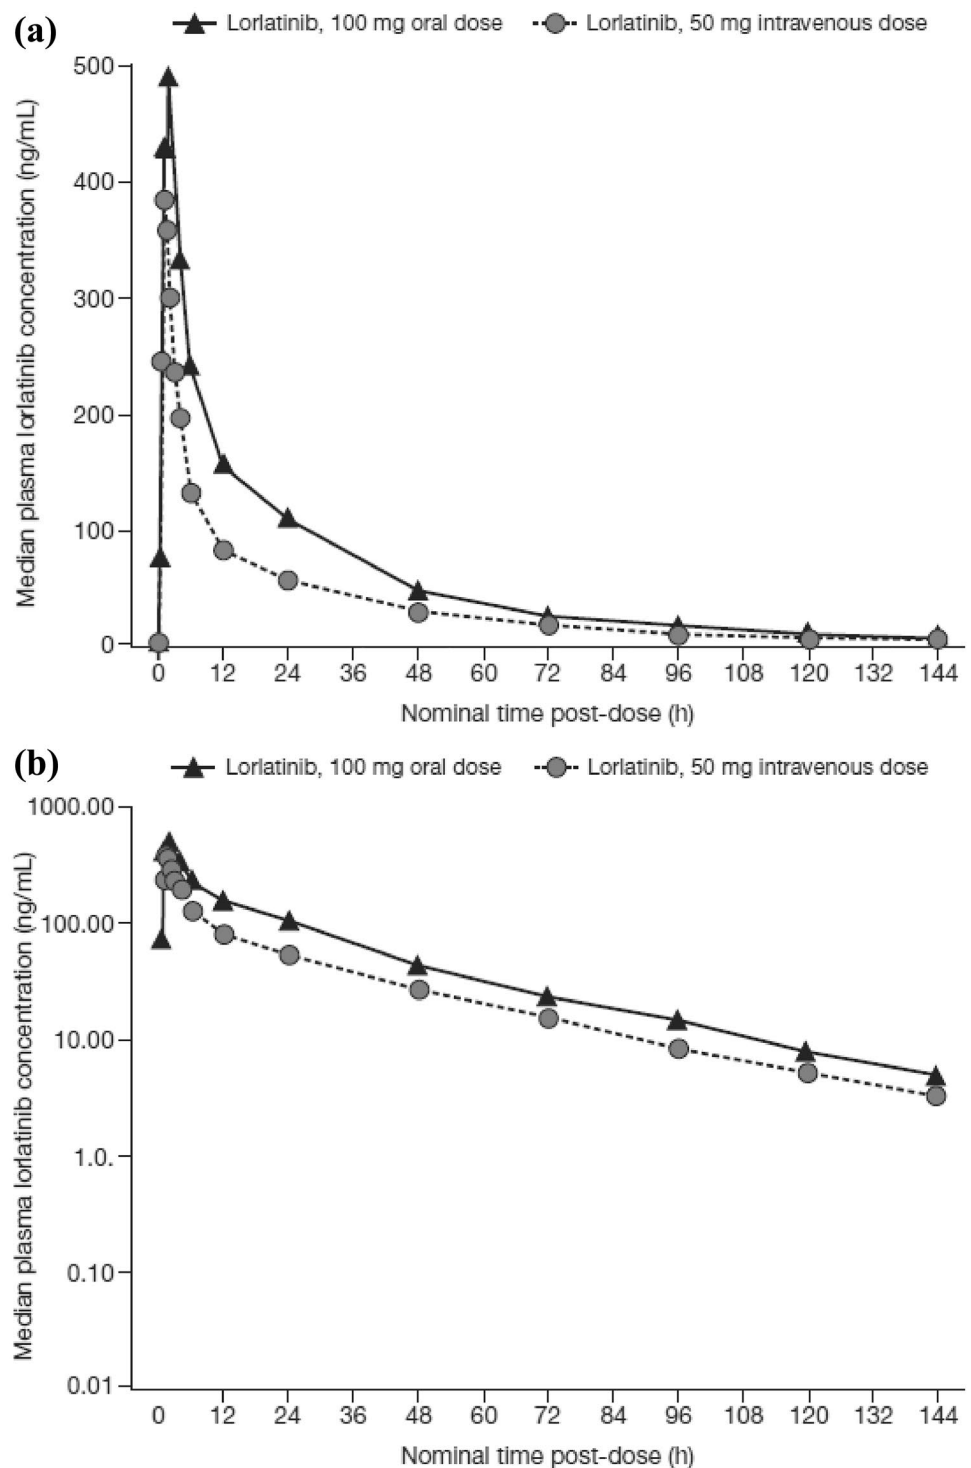 (a)
Lorlatinib, 100 mg oral dose Lorlatinib, 50 mg intravenous dose
Median plasma lorlatinib concentration (ng/mL)
500
400
300
200
100
0
0 12 24 36 48 60 72 84 96 108 120 132 144
Nominal time post-dose (h)
(b)
Lorlatinib, 100 mg oral dose Lorlatinib, 50 mg intravenous dose
Median plasma lorlatinib concentration (ng/mL)
1000.00
100.00
10.00
1.0.
0.10
0.01
0 12 24 36 48 60 72 84 96 108 120 132 144
Nominal time post-dose (h)